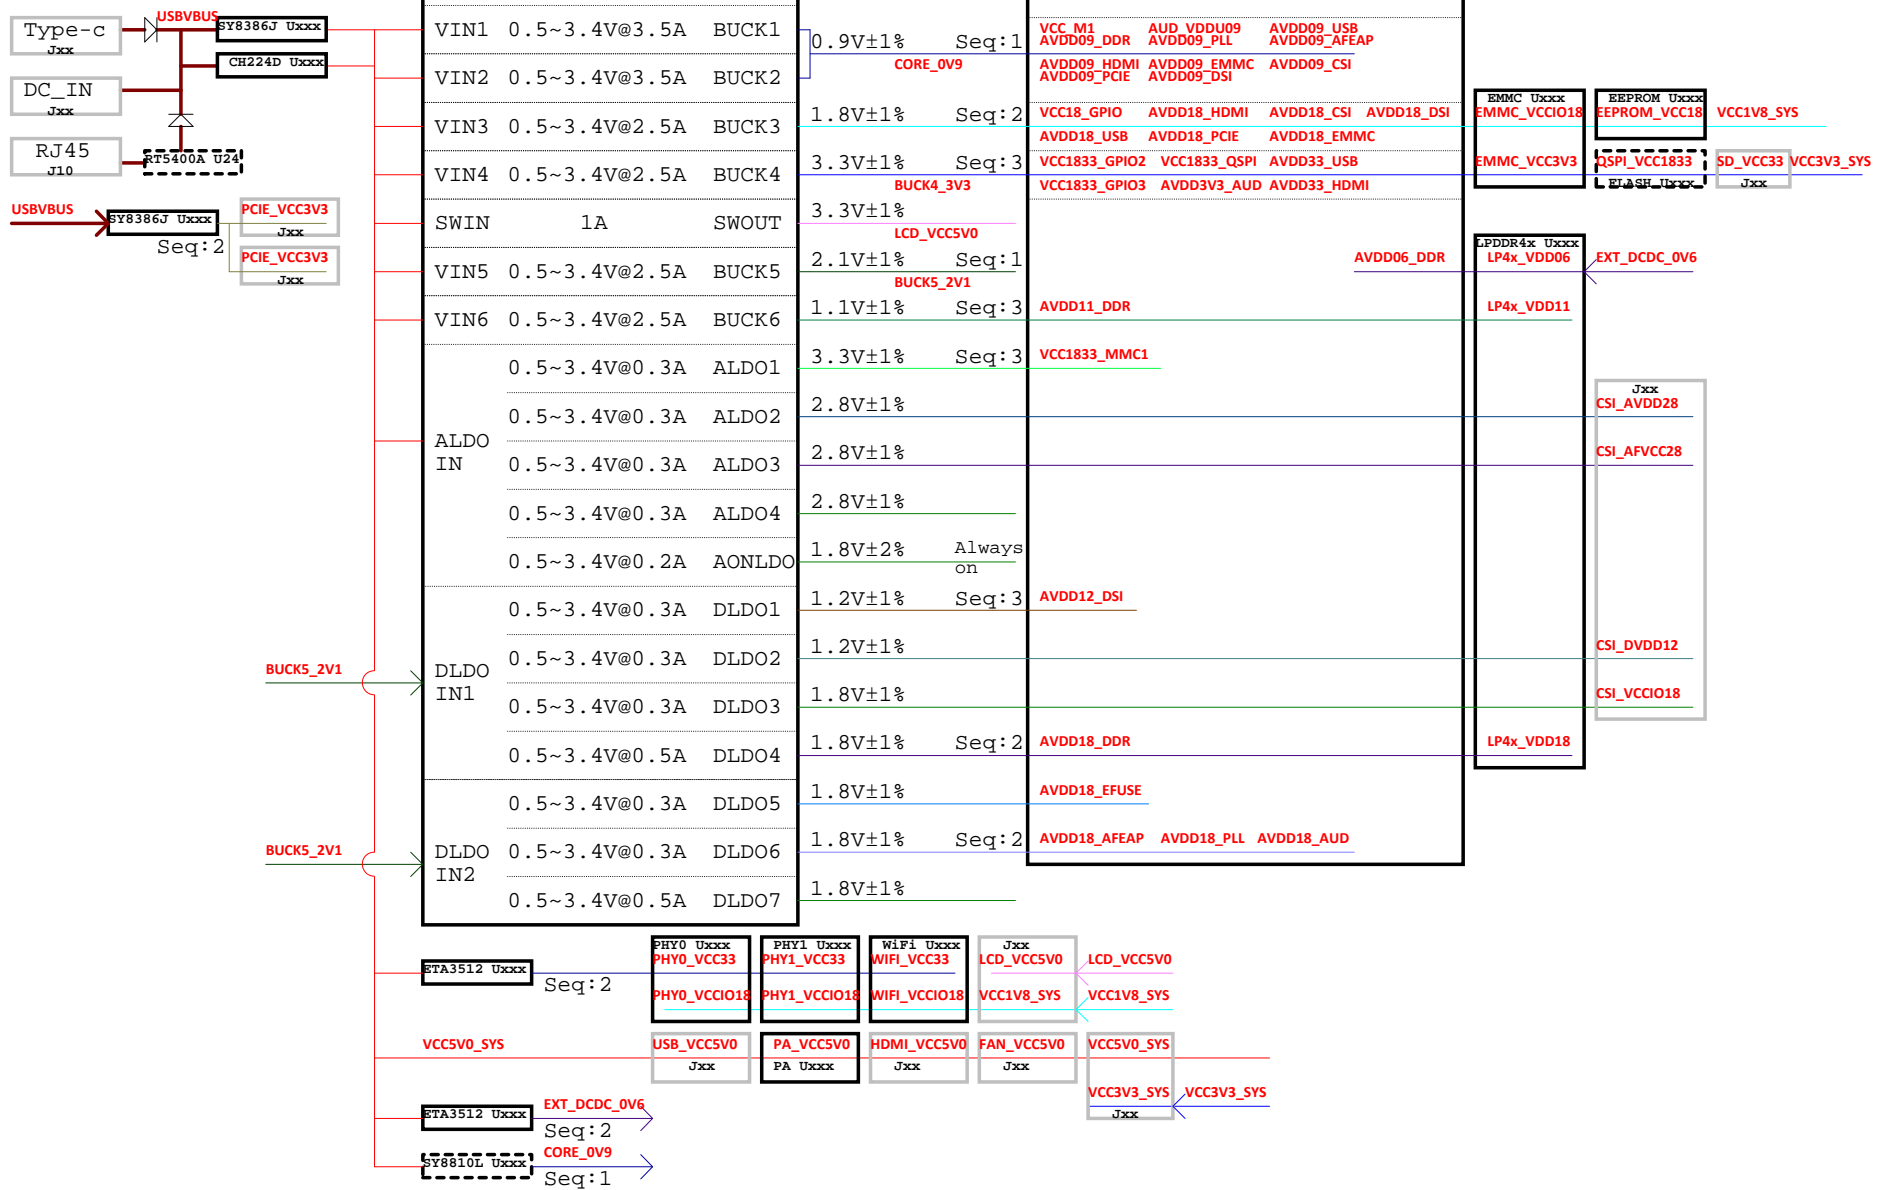 Type-c
Jxx
USBVBUS
SY8386J Uxxx
CH224D Uxxx
DC_IN
Jxx
RJ45
J10
RT5400A U24
USBVBUS
SY8386J Uxxx
Seq:2
PCIE_VCC3V3
Jxx
PCIE_VCC3V3
Jxx
VIN1 0.5~3.4V@3.5A BUCK1
0.9V±1% Seq:1
CORE_0V9
VIN2 0.5~3.4V@3.5A BUCK2
VCC_M1 AUD_VDDU09 AVDD09_USB
AVDD09_DDR AVDD09_PLL AVDD09_AFEAP
AVDD09_HDMI AVDD09_EMMC AVDD09_CSI
AVDD09_PCIE AVDD09_DSI
VIN3 0.5~3.4V@2.5A BUCK3
1.8V±1% Seq:2
VCC18_GPIO AVDD18_HDMI AVDD18_CSI AVDD18_DSI
AVDD18_USB AVDD18_PCIE AVDD18_EMMC
EMMC Uxxx
EMMC_VCCIO18
EEPROM Uxxx
EEPROM_VCC18
VCC1V8_SYS
VIN4 0.5~3.4V@2.5A BUCK4
3.3V±1% Seq:3
BUCK4_3V3
VCC1833_GPIO2 VCC1833_QSPI AVDD33_USB
VCC1833_GPIO3 AVDD3V3_AUD AVDD33_HDMI
EMMC_VCC3V3
QSPI_VCC1833
FLASH Uxxx
SD_VCC33
Jxx
VCC3V3_SYS
SWIN 1A SWOUT
3.3V±1%
LCD_VCC5V0
VIN5 0.5~3.4V@2.5A BUCK5
2.1V±1% Seq:1
BUCK5_2V1
LPDDR4x Uxxx
AVDD06_DDR
LP4x_VDD06
EXT_DCDC_0V6
VIN6 0.5~3.4V@2.5A BUCK6
1.1V±1% Seq:3
AVDD11_DDR
LP4x_VDD11
0.5~3.4V@0.3A ALDO1
3.3V±1% Seq:3
VCC1833_MMC1
Jxx
0.5~3.4V@0.3A ALDO2
2.8V±1%
CSI_AVDD28
ALDO
IN
0.5~3.4V@0.3A ALDO3
2.8V±1%
CSI_AFVCC28
0.5~3.4V@0.3A ALDO4
2.8V±1%
0.5~3.4V@0.2A AONLDO
1.8V±2% Always
on
0.5~3.4V@0.3A DLDO1
1.2V±1% Seq:3
AVDD12_DSI
BUCK5_2V1
DLDO
IN1
0.5~3.4V@0.3A DLDO2
1.2V±1%
CSI_DVDD12
0.5~3.4V@0.3A DLDO3
1.8V±1%
CSI_VCCIO18
0.5~3.4V@0.5A DLDO4
1.8V±1% Seq:2
AVDD18_DDR
LP4x_VDD18
0.5~3.4V@0.3A DLDO5
1.8V±1%
AVDD18_EFUSE
BUCK5_2V1
DLDO
IN2
0.5~3.4V@0.3A DLDO6
1.8V±1% Seq:2
AVDD18_AFEAP AVDD18_PLL AVDD18_AUD
0.5~3.4V@0.5A DLDO7
1.8V±1%
ETA3512 Uxxx
Seq:2
PHY0 Uxxx PHY1 Uxxx WiFi Uxxx Jxx
PHY0_VCC33 PHY1_VCC33 WIFI_VCC33 LCD_VCC5V0 LCD_VCC5V0
PHY0_VCCIO18 PHY1_VCCIO18 WIFI_VCCIO18 VCC1V8_SYS VCC1V8_SYS
VCC5V0_SYS
USB_VCC5V0 PA_VCC5V0 HDMI_VCC5V0 FAN_VCC5V0 VCC5V0_SYS
Jxx PA Uxxx Jxx Jxx
VCC3V3_SYS VCC3V3_SYS
Jxx
ETA3512 Uxxx
EXT_DCDC_0V6
Seq:2
SY8810L Uxxx
CORE_0V9
Seq:1